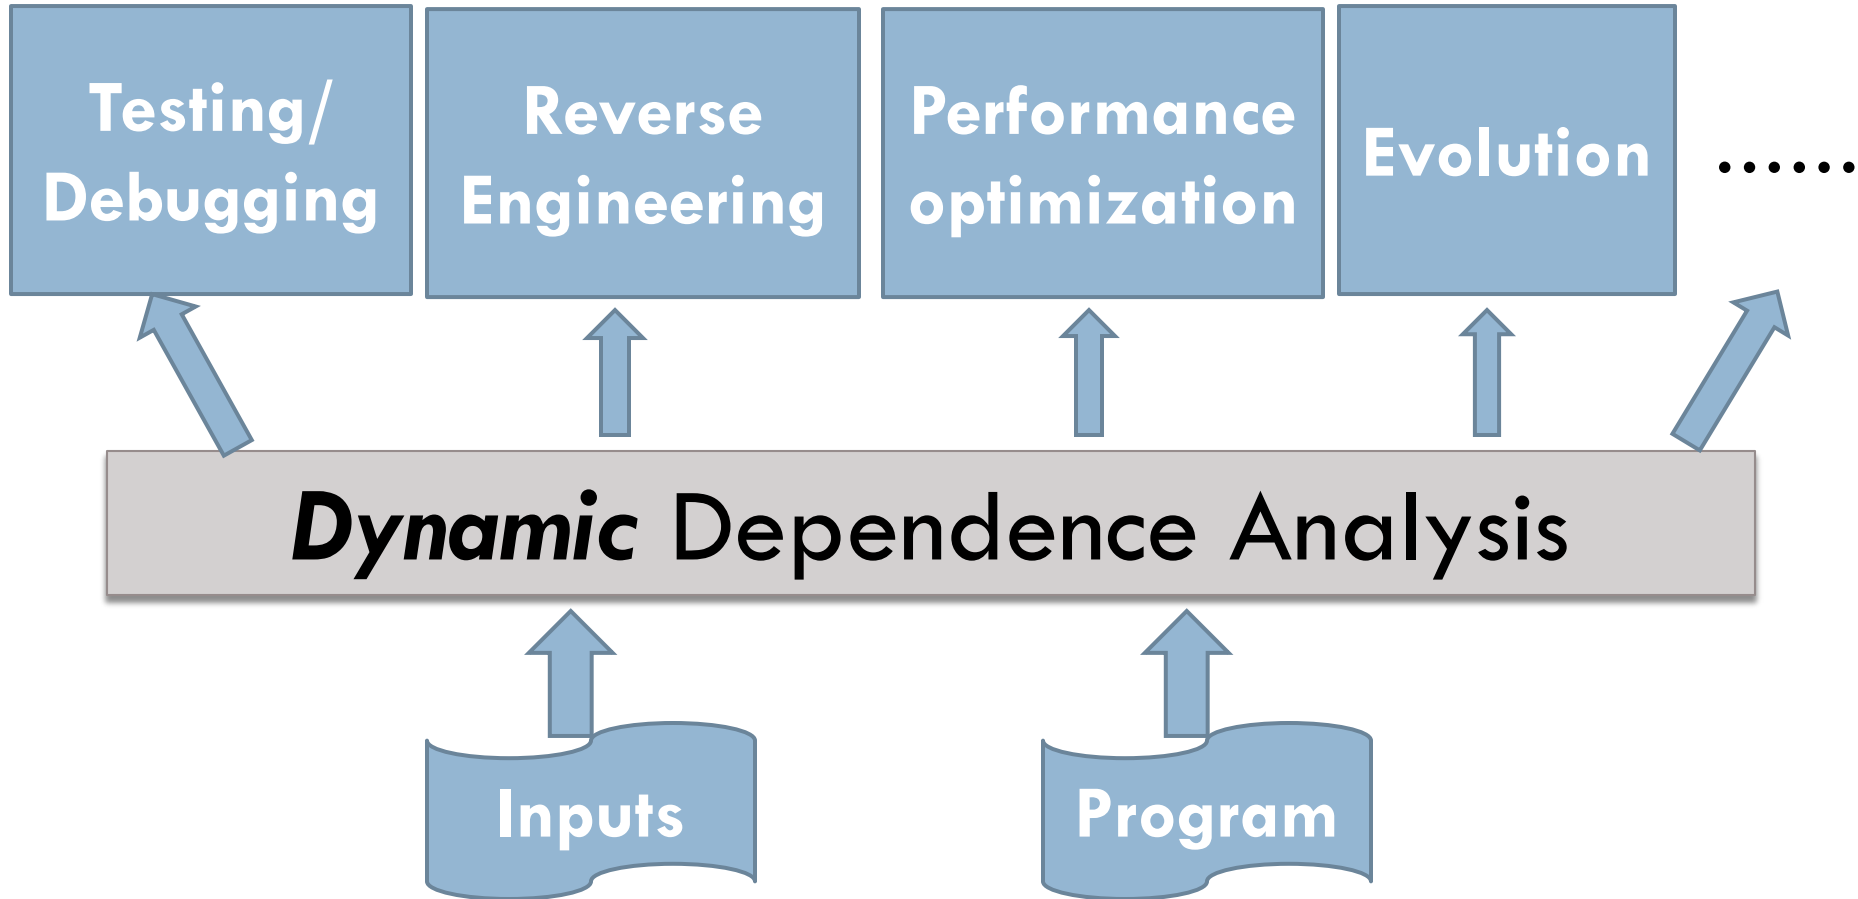 Testing/
Debugging
Reverse
Engineering
Performance
optimization
Evolution
......
Dynamic Dependence Analysis
Inputs
Program